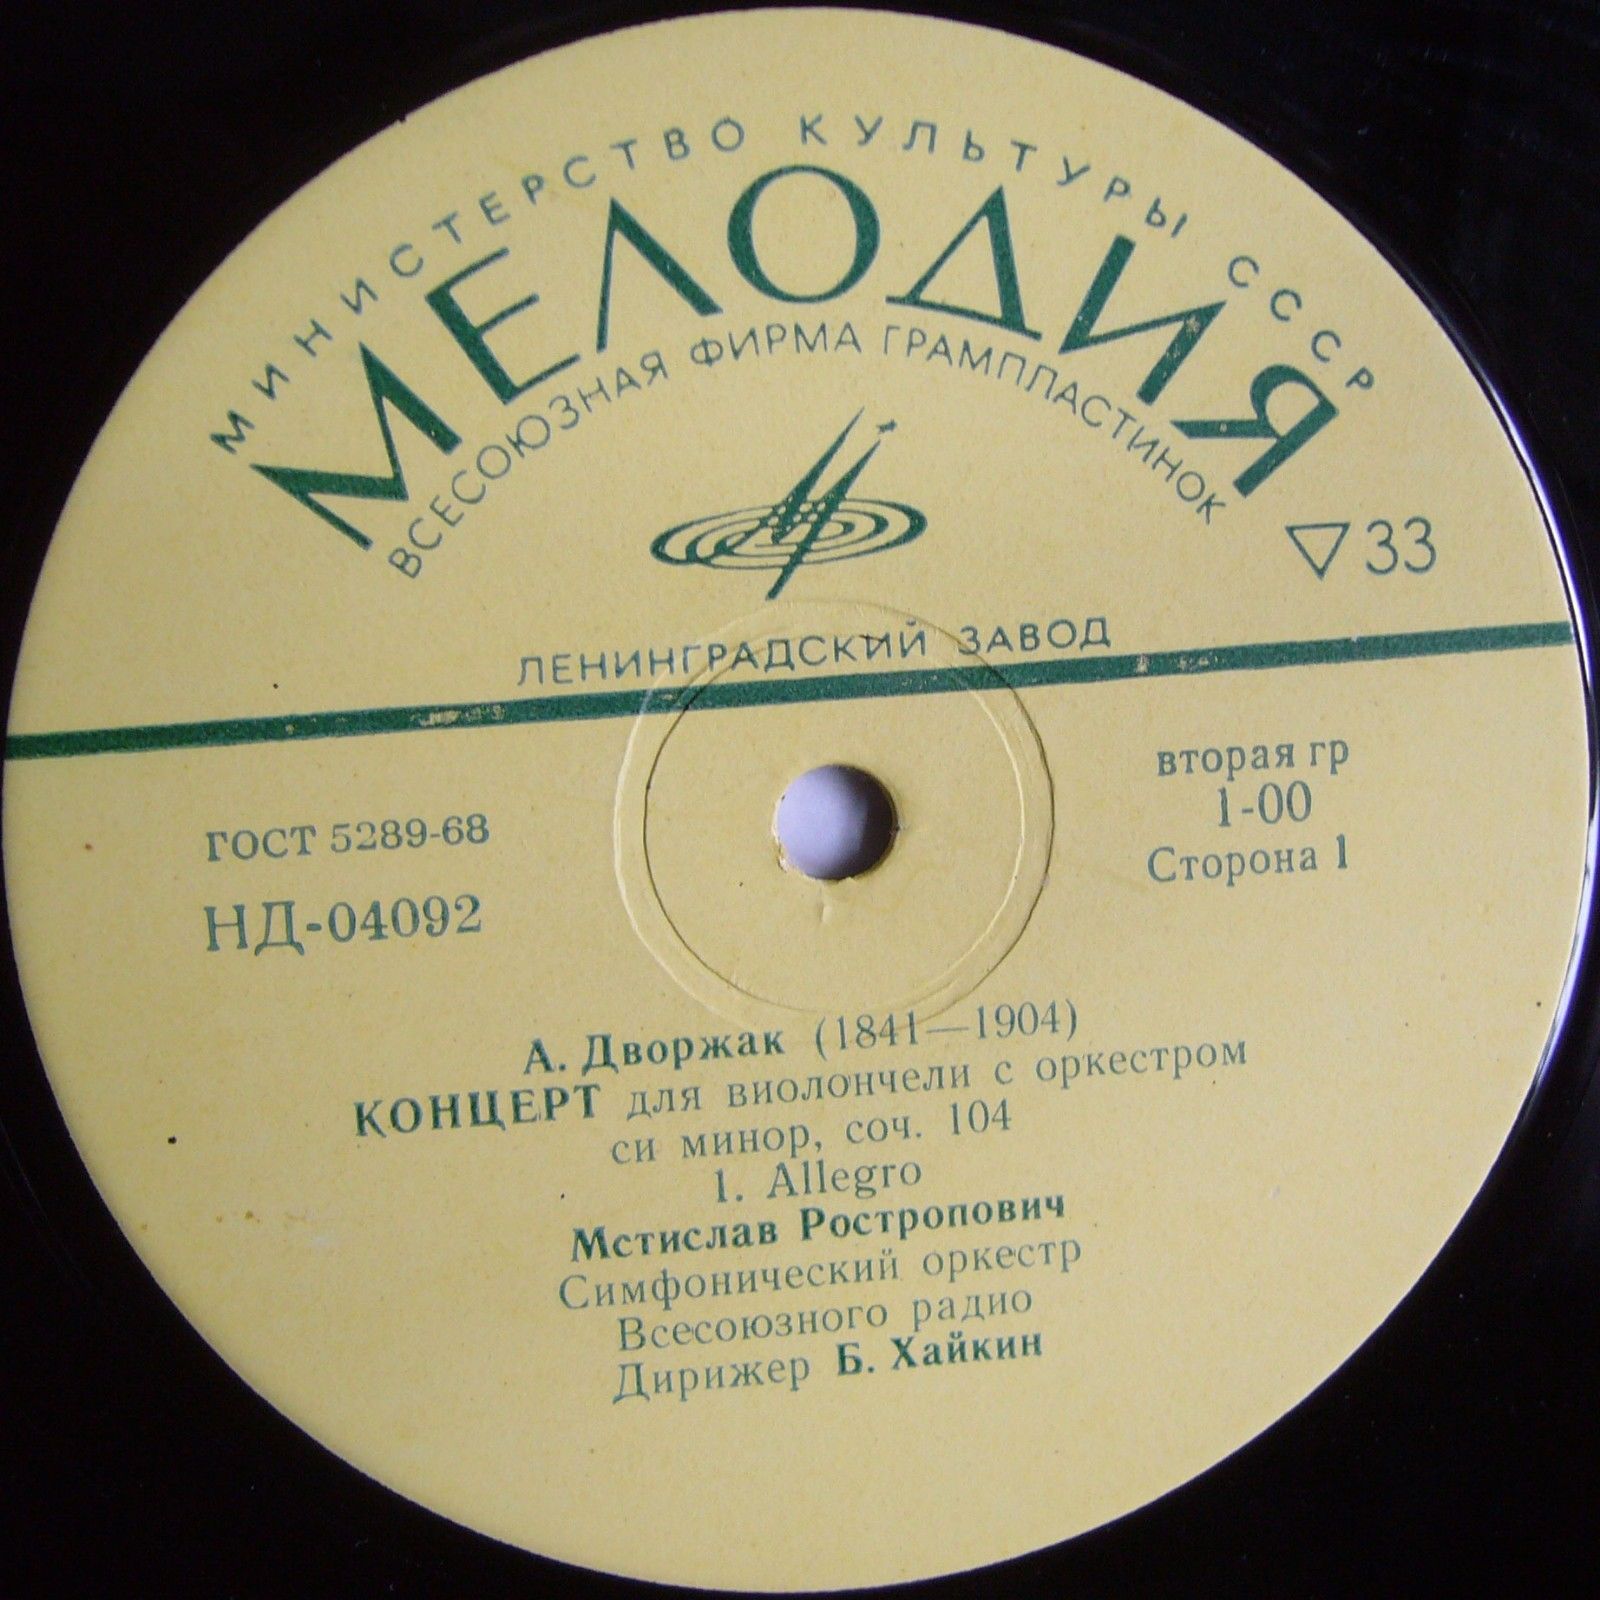 МИНИСТЕРСТВО КУЛЬТУРЫ СССР
МЕЛОДИЯ
ВСЕСОЮЗНАЯ ФИРМА ГРАМПЛАСТИНОК
▽33
ЛЕНИНГРАДСКИЙ ЗАВОД
вторая гр
1-00
Сторона 1
ГОСТ 5289-68
НД-04092
А. Дворжак (1841—1904)
КОНЦЕРТ для виолончели с оркестром
си минор, соч. 104
1. Allegro
Мстислав Ростропович
Симфонический оркестр
Всесоюзного радио
Дирижер Б. Хайкин